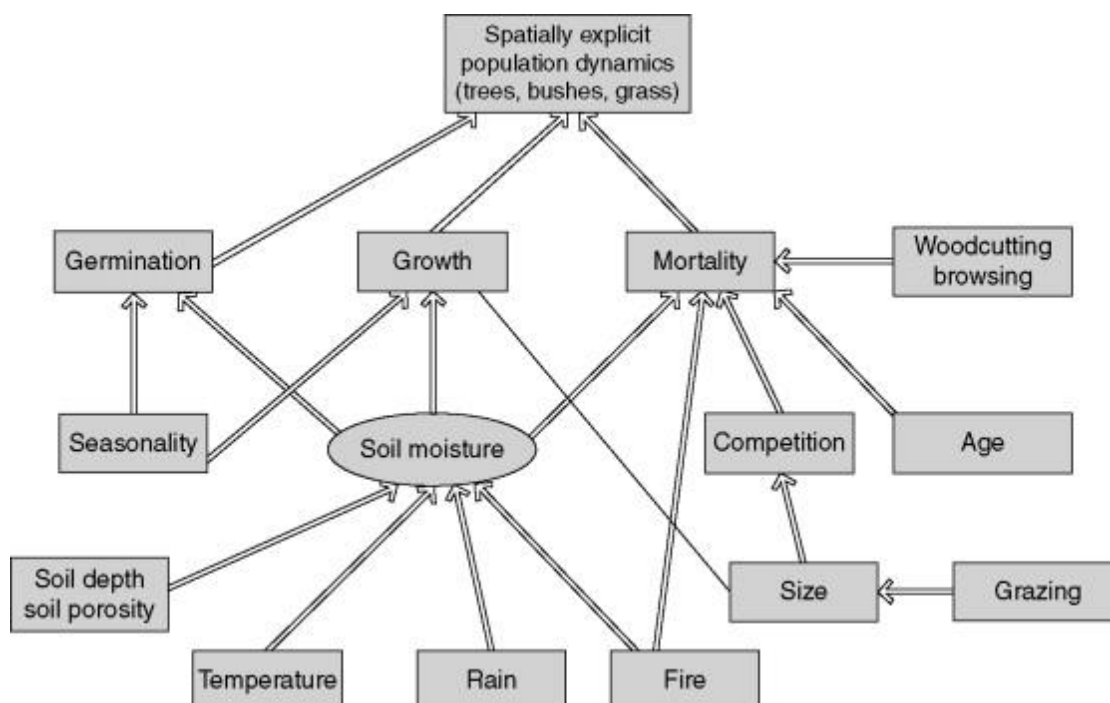 Spatially explicit
population dynamics
(trees, bushes, grass)
Germination
Growth
Mortality
Woodcutting
browsing
Seasonality
Soil moisture
Competition
Age
Soil depth
soil porosity
Size
Grazing
Temperature
Rain
Fire